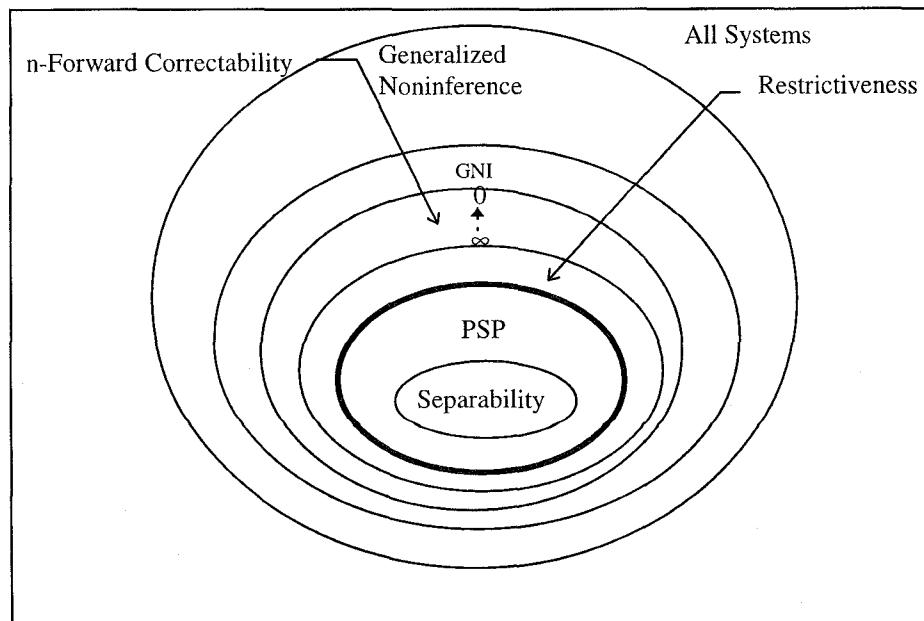 All Systems
n-Forward Correctability
Generalized
Noninference
Restrictiveness
GNI
0
∞
PSP
Separability